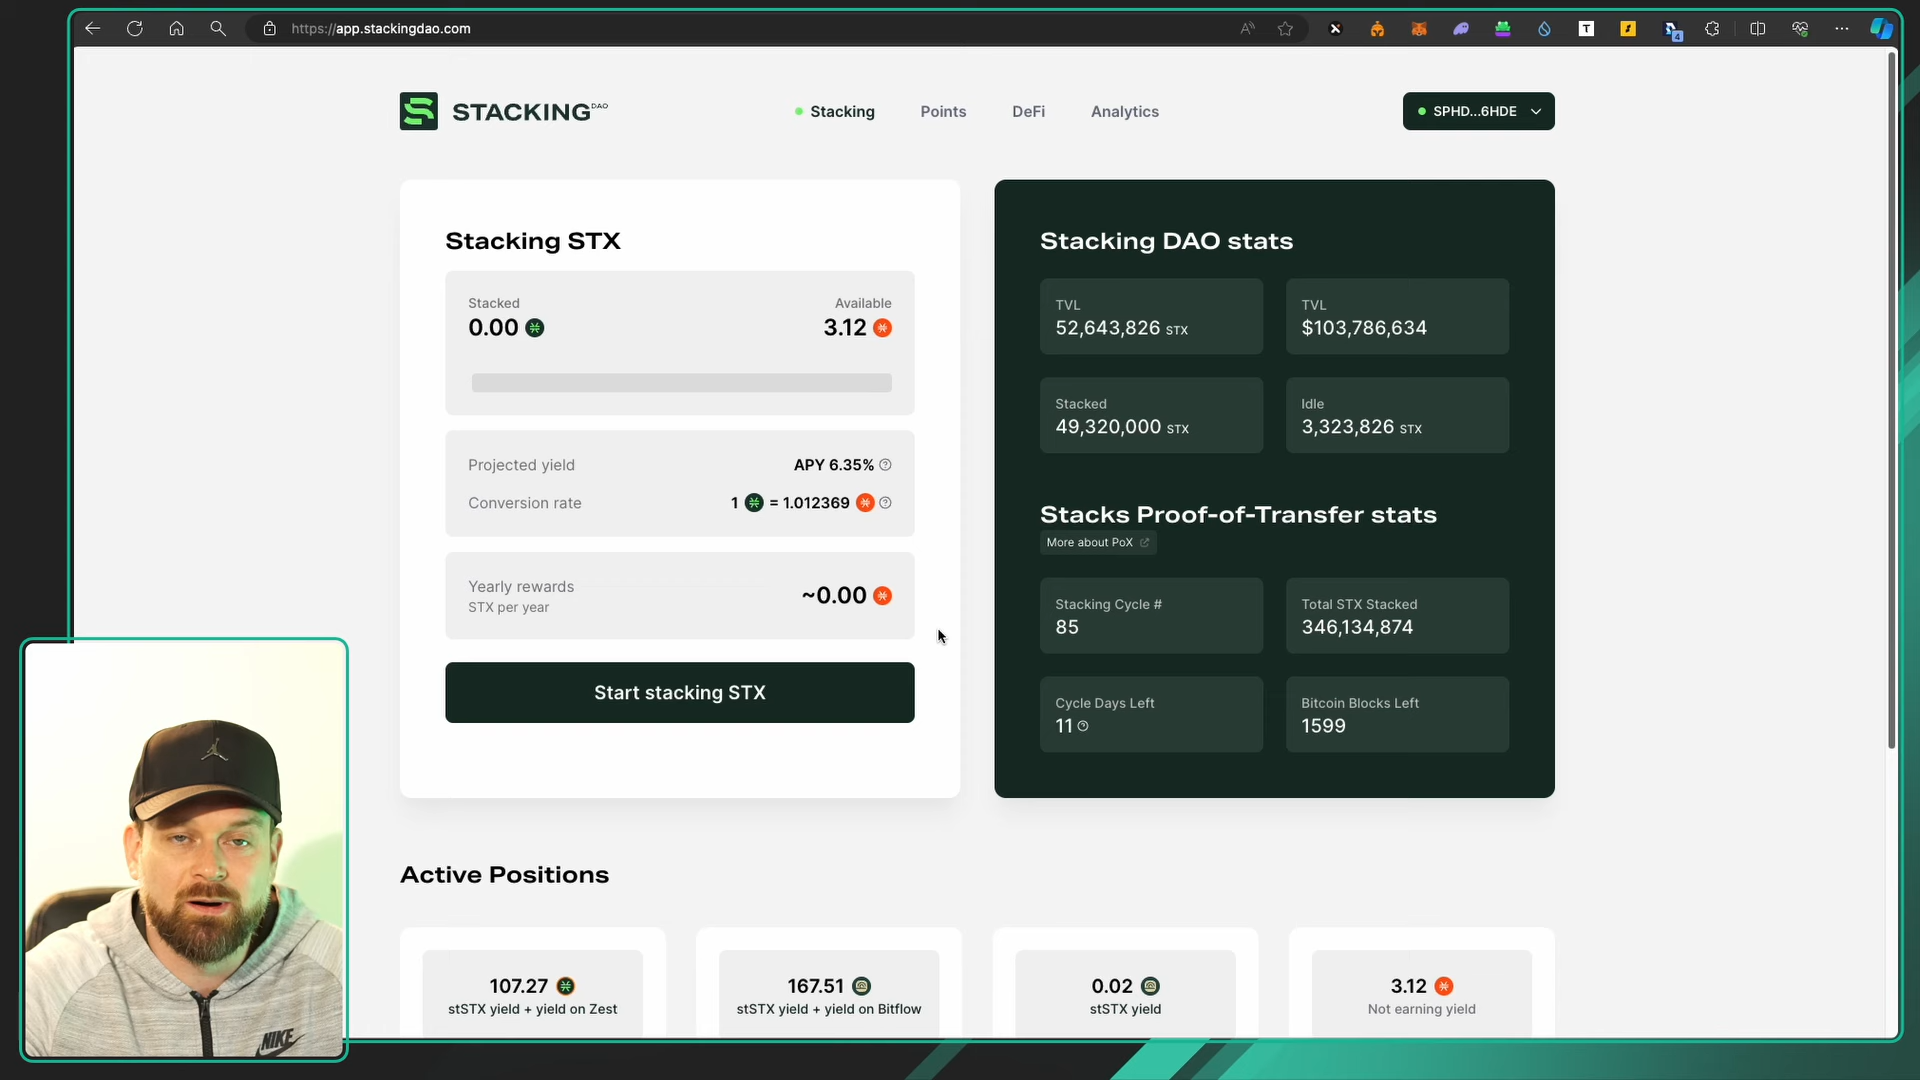 https://app.stackingdao.com
STACKING DAO
Stacking
Points
DeFi
Analytics
SPHD...6HDE
Stacking STX
Stacked
Available
0.00
3.12
Projected yield
APY 6.35%
Conversion rate
1 = 1.012369
Yearly rewards
STX per year
~0.00
Start stacking STX
Stacking DAO stats
TVL
52,643,826 STX
TVL
$103,786,634
Stacked
49,320,000 STX
Idle
3,323,826 STX
Stacks Proof-of-Transfer stats
More about PoX
Stacking Cycle #
85
Total STX Stacked
346,134,874
Cycle Days Left
11
Bitcoin Blocks Left
1599
Active Positions
107.27
stSTX yield + yield on Zest
167.51
stSTX yield + yield on Bitflow
0.02
stSTX yield
3.12
Not earning yield
NIKE